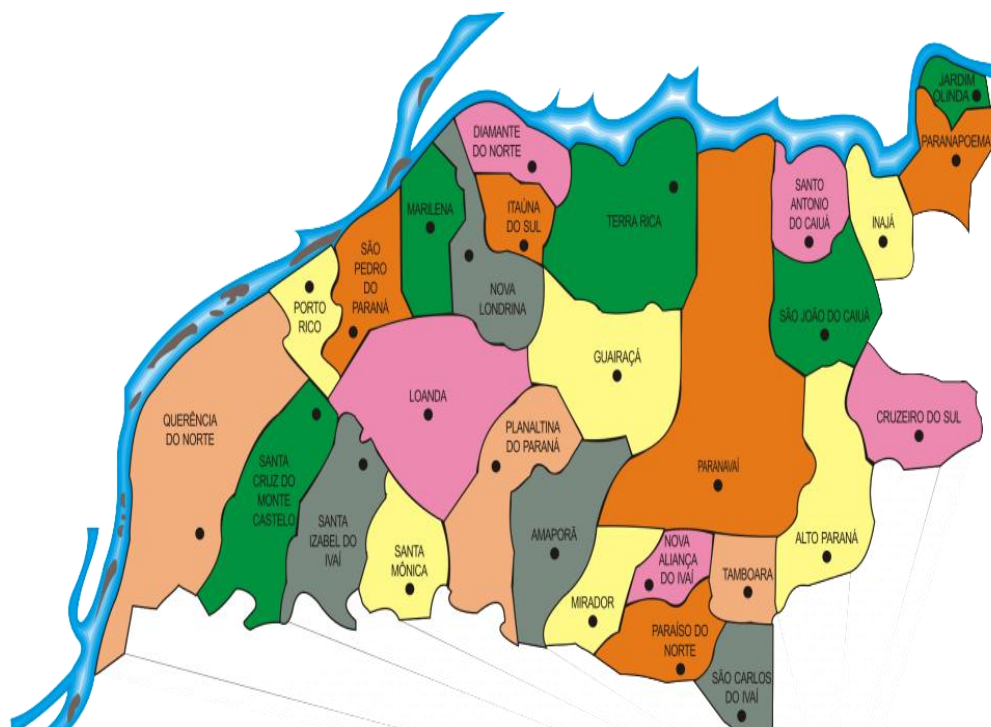 JARDIM
OLINDA
PARANAPOEMA
DIAMANTE
DO NORTE
SANTO
ANTONIO
DO CAIUÁ
INAJÁ
MARILENA
ITAÚNA
DO SUL
TERRA RICA
SÃO
PEDRO
DO
PARANÁ
NOVA
LONDRINA
PORTO
RICO
SÃO JOÃO DO CAIUÁ
GUAIRAÇÁ
LOANDA
QUERÊNCIA
DO NORTE
PLANALTINA
DO PARANÁ
CRUZEIRO DO SUL
SANTA
CRUZ DO
MONTE
CASTELO
PARANAVAÍ
SANTA
IZABEL DO
IVAÍ
SANTA
MÔNICA
AMAPORÃ
NOVA
ALIANÇA
DO IVAÍ
ALTO PARANÁ
TAMBOARA
MIRADOR
PARAÍSO DO
NORTE
SÃO CARLOS
DO IVAÍ